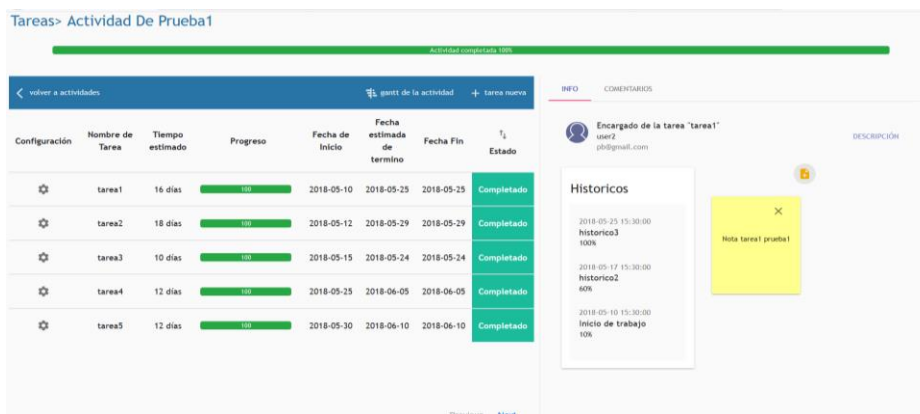 Tareas> Actividad De Prueba1
Actividad completada 100%
volver a actividades
gantt de la actividad
+ tarea nueva
Configuración
Nombre de
Tarea
Tiempo
estimado
Progreso
Fecha de
Inicio
Fecha
estimada
de
termino
Fecha Fin
Estado
tarea1 16 días 100 2018-05-10 2018-05-25 2018-05-25 Completado
tarea2 18 días 100 2018-05-12 2018-05-29 2018-05-29 Completado
tarea3 10 días 100 2018-05-15 2018-05-24 2018-05-24 Completado
tarea4 12 días 100 2018-05-25 2018-06-05 2018-06-05 Completado
tarea5 12 días 100 2018-05-30 2018-06-10 2018-06-10 Completado
INFO COMENTARIOS
Encargado de la tarea "tarea1"
user2
pb@gmail.com
DESCRIPCIÓN
Historicos
2018-05-25 15:30:00
historico3
100%
2018-05-17 15:30:00
historico2
60%
2018-05-10 15:30:00
Inicio de trabajo
10%
Nota tarea1 prueba1